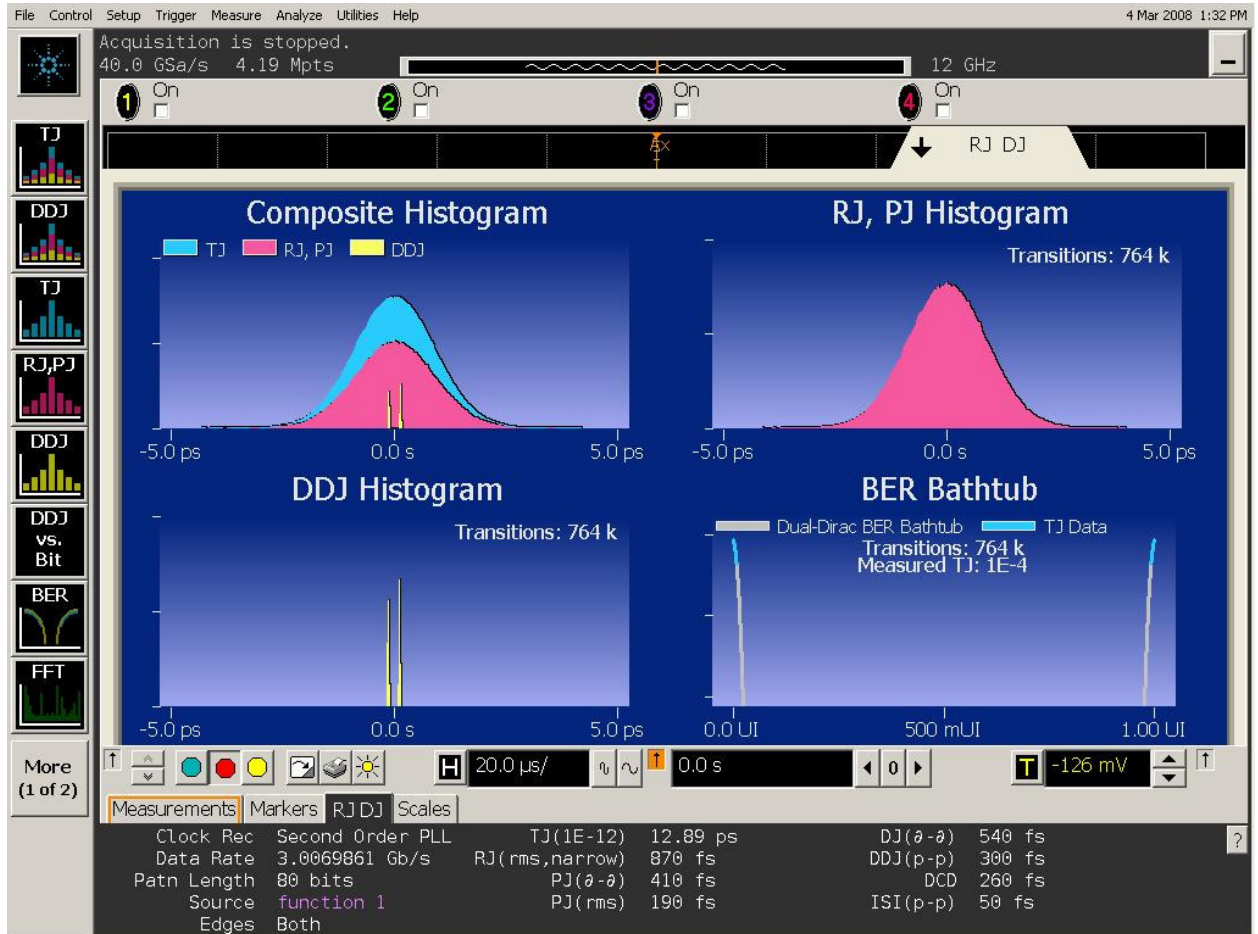 File Control Setup Trigger Measure Analyze Utilities Help 4 Mar 2008 1:32 PM
Acquisition is stopped.
40.0 GSa/s 4.19 Mpts 12 GHz
1 On 2 On 3 On 4 On
RJ DJ
TJ
DDJ
TJ
RJ,PJ
DDJ
DDJ
vs.
Bit
BER
FFT
More
(1 of 2)
Composite Histogram
TJ RJ, PJ DDJ
-5.0 ps 0.0 s 5.0 ps
RJ, PJ Histogram
Transitions: 764 k
-5.0 ps 0.0 s 5.0 ps
DDJ Histogram
Transitions: 764 k
-5.0 ps 0.0 s 5.0 ps
BER Bathtub
Dual-Dirac BER Bathtub TJ Data
Transitions: 764 k
Measured TJ: 1E-4
0.0 UI 500 mUI 1.00 UI
H 20.0 µs/ 0.0 s 0 T -126 mV
Measurements Markers RJ DJ Scales
Clock Rec Second Order PLL TJ(1E-12) 12.89 ps DJ(∂-∂) 540 fs ?
Data Rate 3.0069861 Gb/s RJ(rms,narrow) 870 fs DDJ(p-p) 300 fs
Patn Length 80 bits PJ(∂-∂) 410 fs DCD 260 fs
Source function 1 PJ(rms) 190 fs ISI(p-p) 50 fs
Edges Both